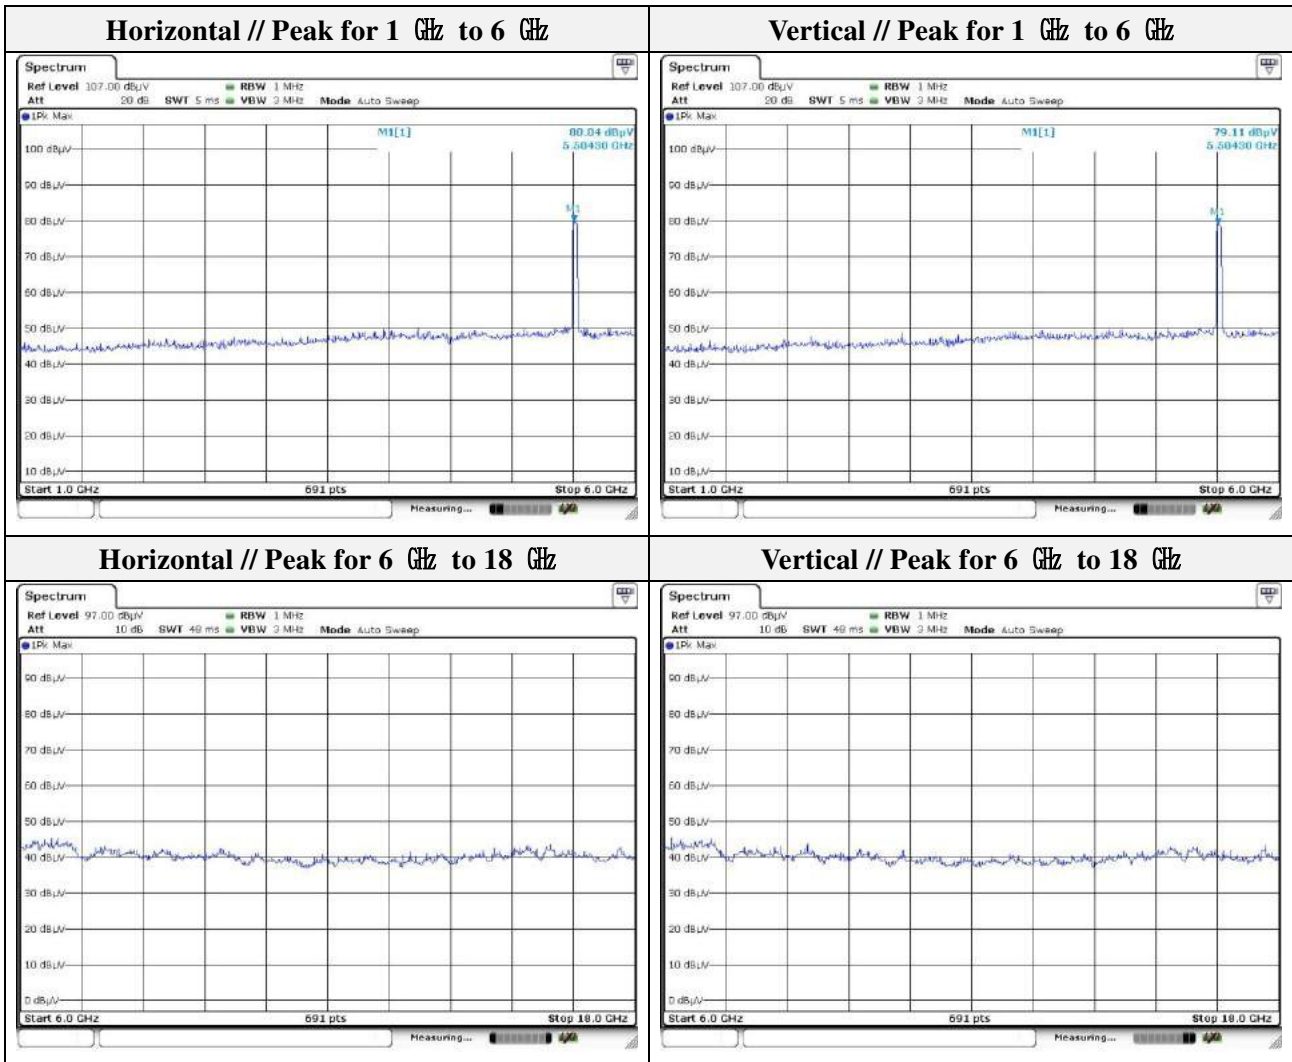 Horizontal // Peak for 1 ㎓ to 6 ㎓
Vertical // Peak for 1 ㎓ to 6 ㎓
Spectrum
Ref Level 107.00 dBµV RBW 1 MHz
Att 20 dB SWT 5 ms VBW 3 MHz Mode Auto Sweep
1Pk Max
M1[1] 80.04 dBµV
5.50430 GHz
100 dBµV
90 dBµV
M1
80 dBµV
70 dBµV
60 dBµV
50 dBµV
40 dBµV
30 dBµV
20 dBµV
10 dBµV
Start 1.0 GHz 691 pts Stop 6.0 GHz
Measuring...
Spectrum
Ref Level 107.00 dBµV RBW 1 MHz
Att 20 dB SWT 5 ms VBW 3 MHz Mode Auto Sweep
1Pk Max
M1[1] 79.11 dBµV
5.50430 GHz
100 dBµV
90 dBµV
M1
80 dBµV
70 dBµV
60 dBµV
50 dBµV
40 dBµV
30 dBµV
20 dBµV
10 dBµV
Start 1.0 GHz 691 pts Stop 6.0 GHz
Measuring...
Horizontal // Peak for 6 ㎓ to 18 ㎓
Vertical // Peak for 6 ㎓ to 18 ㎓
Spectrum
Ref Level 97.00 dBµV RBW 1 MHz
Att 10 dB SWT 48 ms VBW 3 MHz Mode Auto Sweep
1Pk Max
90 dBµV
80 dBµV
70 dBµV
60 dBµV
50 dBµV
40 dBµV
30 dBµV
20 dBµV
10 dBµV
0 dBµV
Start 6.0 GHz 691 pts Stop 18.0 GHz
Measuring...
Spectrum
Ref Level 97.00 dBµV RBW 1 MHz
Att 10 dB SWT 48 ms VBW 3 MHz Mode Auto Sweep
1Pk Max
90 dBµV
80 dBµV
70 dBµV
60 dBµV
50 dBµV
40 dBµV
30 dBµV
20 dBµV
10 dBµV
0 dBµV
Start 6.0 GHz 691 pts Stop 18.0 GHz
Measuring...